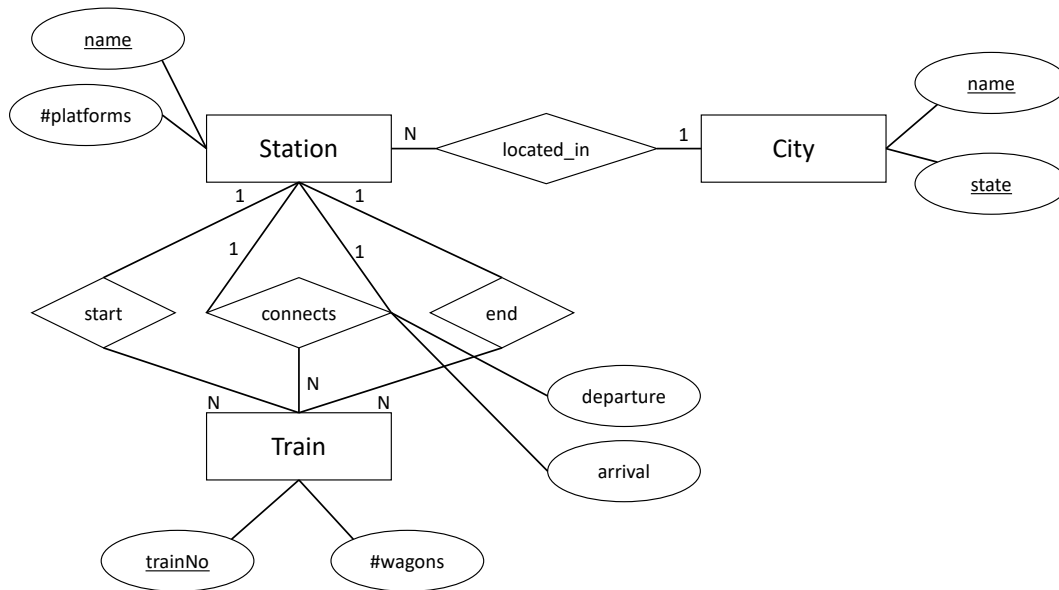 name
#platforms
Station
N
located_in
1
City
name
state
1
1
1
1
start
connects
end
departure
N
N
N
Train
arrival
trainNo
#wagons